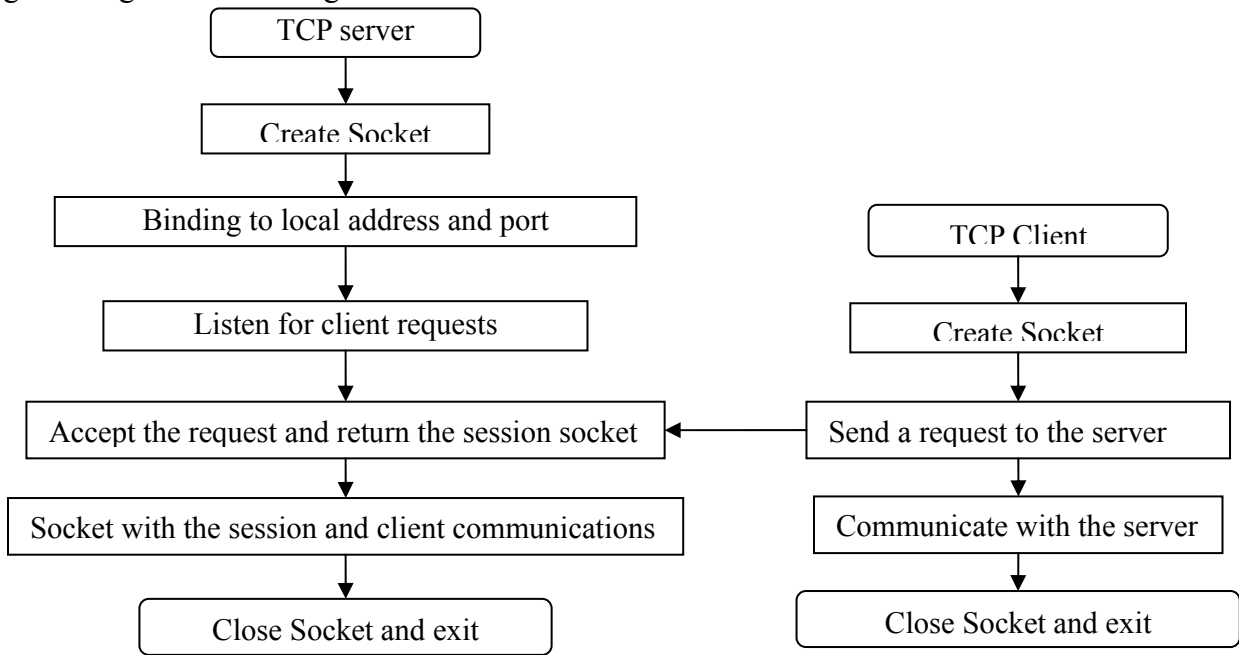 TCP server
Create Socket
Binding to local address and port
Listen for client requests
Accept the request and return the session socket
Socket with the session and client communications
Close Socket and exit
TCP Client
Create Socket
Send a request to the server
Communicate with the server
Close Socket and exit